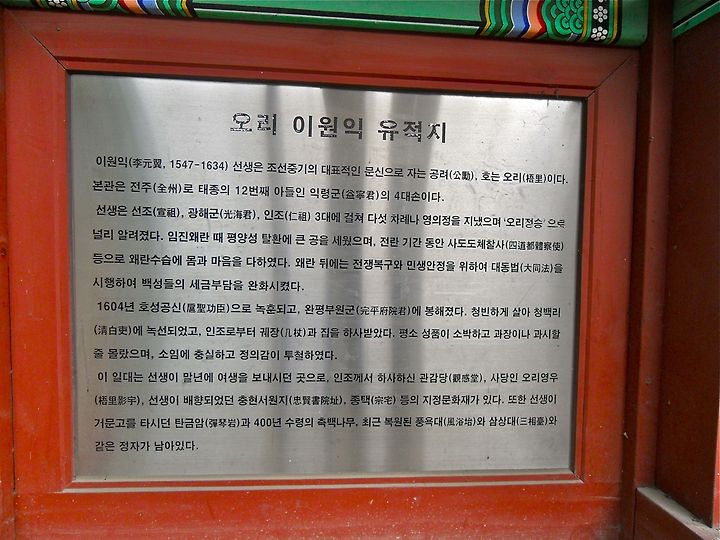 오리 이원익 유적지
이원익(李元翼, 1547-1634) 선생은 조선중기의 대표적인 문신으로 자는 공려(公勵), 호는 오리(梧里)이다.
본관은 전주(全州)로 태종의 12번째 아들인 익령군(益寧君)의 4대손이다.
선생은 선조(宣祖), 광해군(光海君), 인조(仁祖) 3대에 걸쳐 다섯 차례나 영의정을 지냈으며 '오리정승'으로
널리 알려졌다. 임진왜란 때 평양성 탈환에 큰 공을 세웠으며, 전란 기간 동안 사도도체찰사(四道都體察使)
등으로 왜란수습에 몸과 마음을 다하였다. 왜란 뒤에는 전쟁복구와 민생안정을 위하여 대동법(大同法)을
시행하여 백성들의 세금부담을 완화시켰다.
1604년 호성공신(扈聖功臣)으로 녹훈되고, 완평부원군(完平府院君)에 봉해졌다. 청빈하게 살아 청백리
(清白吏)에 녹선되었고, 인조로부터 궤장(几杖)과 집을 하사받았다. 평소 성품이 소박하고 과장이나 과시할
줄 몰랐으며, 소임에 충실하고 정의감이 투철하였다.
이 일대는 선생이 말년에 여생을 보내시던 곳으로, 인조께서 하사하신 관감당(觀感堂), 사당인 오리영우
(梧里影宇), 선생이 배향되었던 충현서원지(忠賢書院址), 종택(宗宅) 등의 지정문화재가 있다. 또한 선생이
거문고를 타시던 탄금암(彈琴岩)과 400년 수령의 측백나무, 최근 복원된 풍욕대(風浴坮)와 삼상대(三相臺)와
같은 정자가 남아있다.